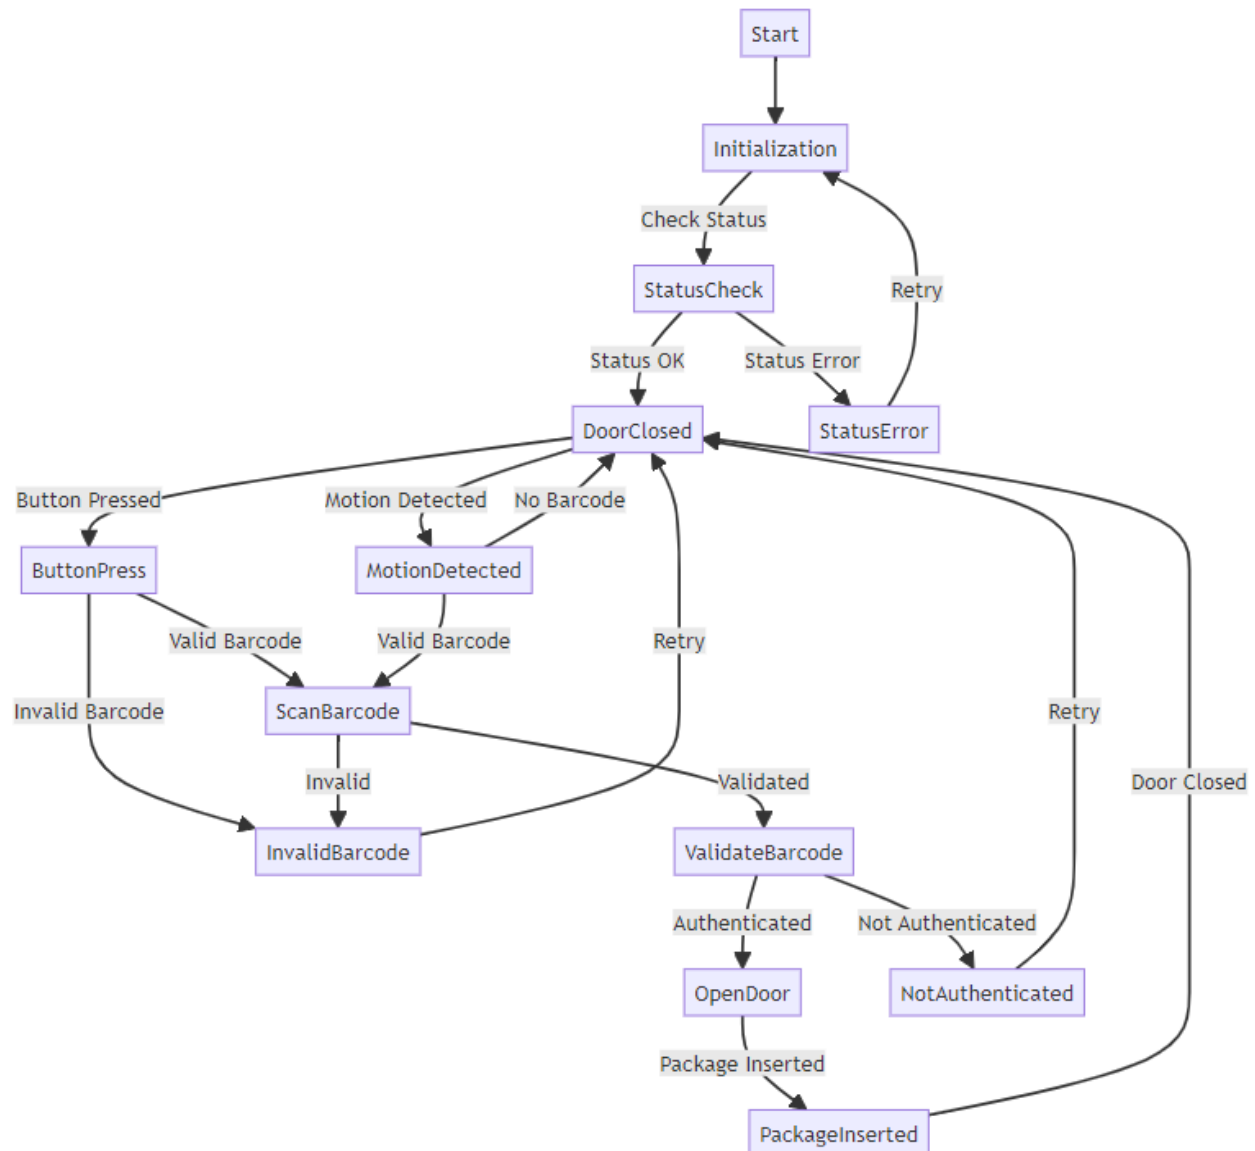 Start
Initialization
Check Status
StatusCheck
Retry
Status OK
Status Error
DoorClosed
StatusError
Button Pressed
Motion Detected
No Barcode
ButtonPress
MotionDetected
Valid Barcode
Valid Barcode
Retry
Invalid Barcode
ScanBarcode
Retry
Invalid
Validated
Door Closed
InvalidBarcode
ValidateBarcode
Authenticated
Not Authenticated
OpenDoor
NotAuthenticated
Package Inserted
PackageInserted